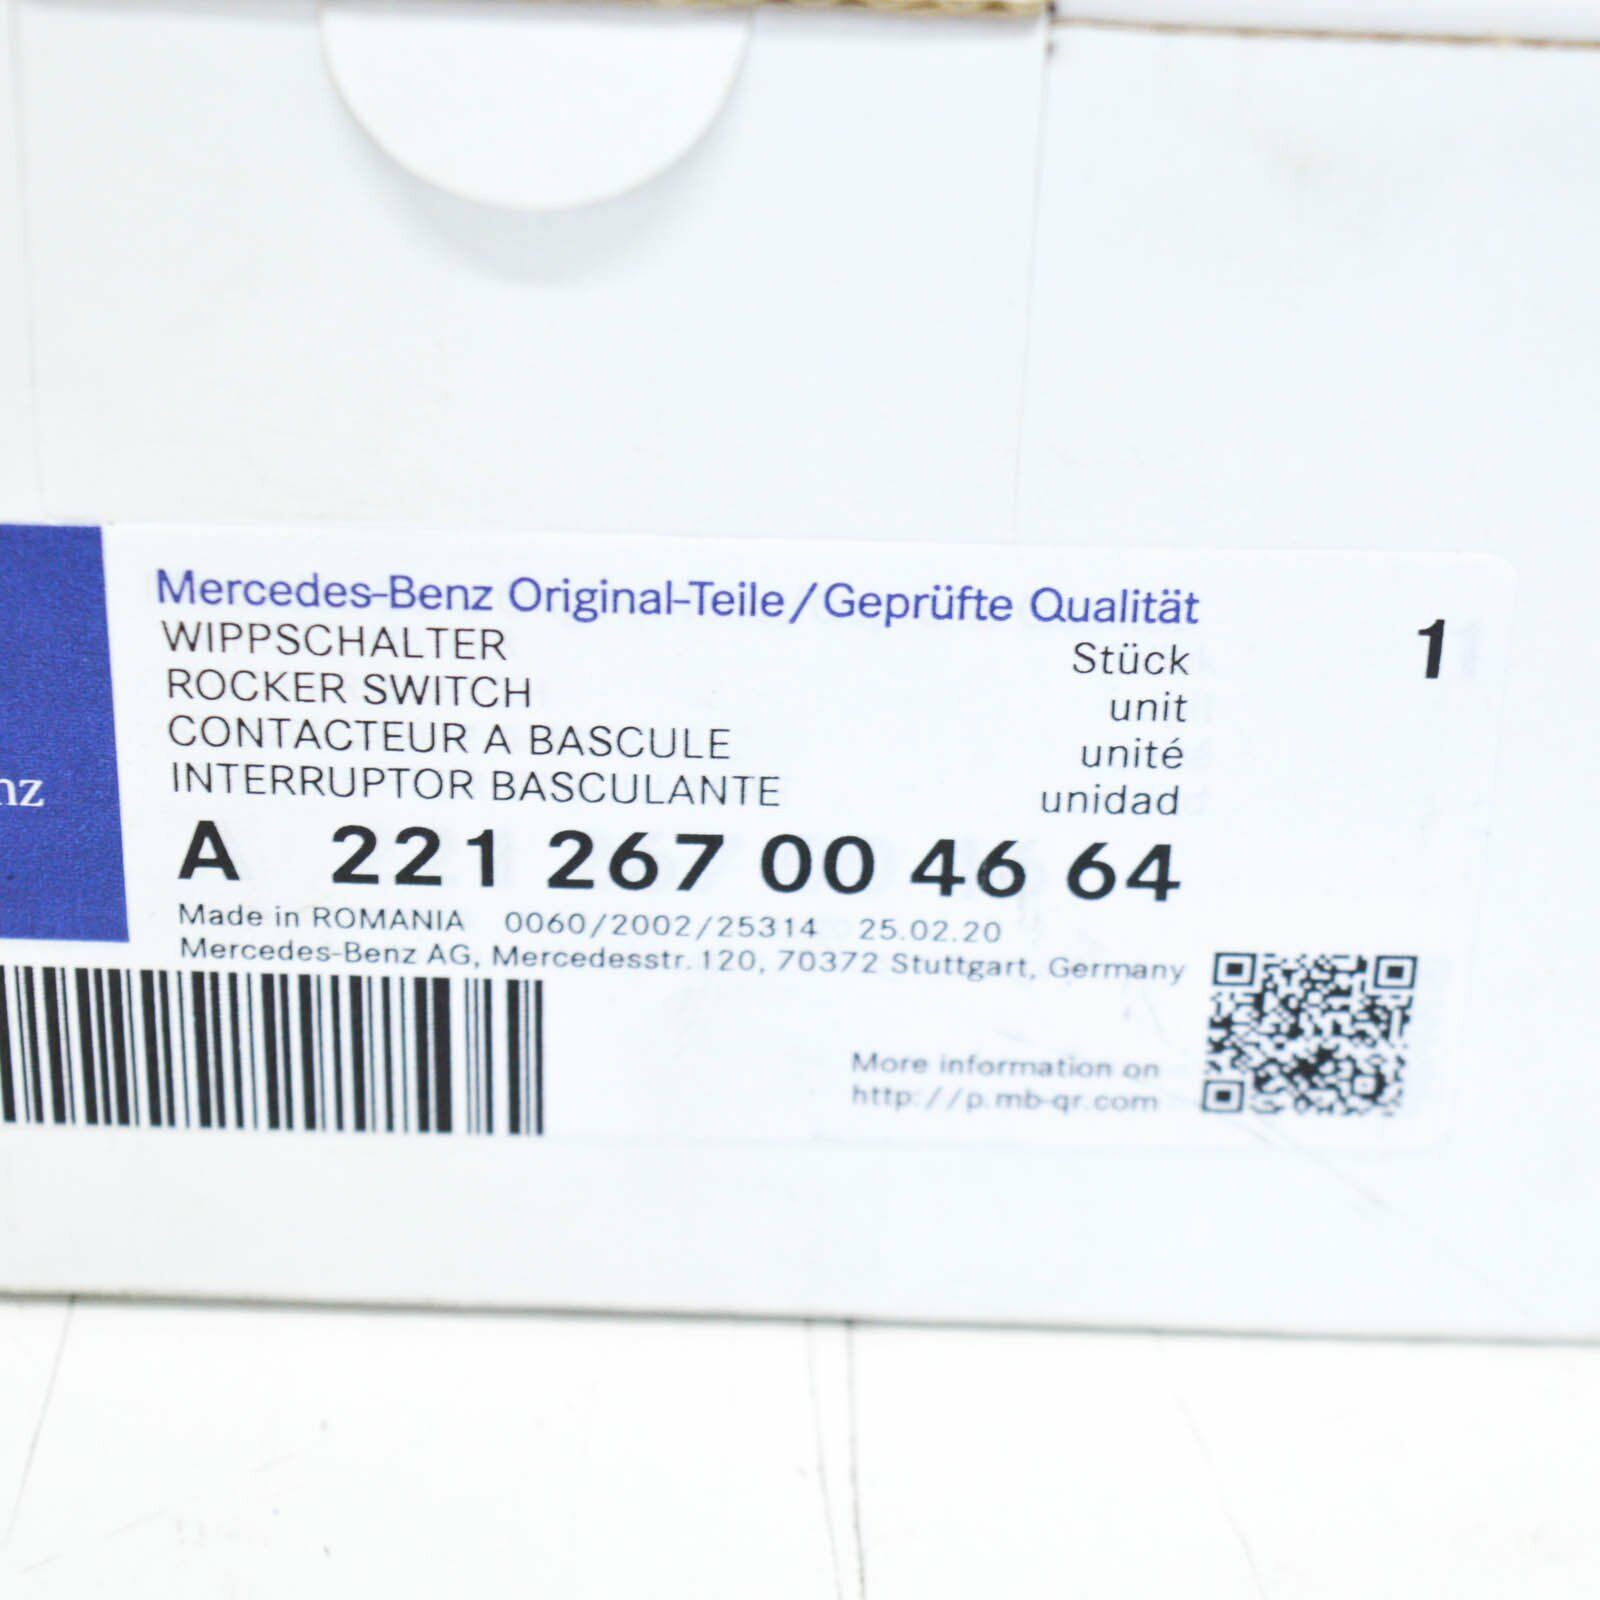 Mercedes-Benz Original-Teile/Geprüfte Qualität
WIPPSCHALTER Stück 1
ROCKER SWITCH unit
CONTACTEUR A BASCULE unité
INTERRUPTOR BASCULANTE unidad
A 221 267 00 46 64
Made in ROMANIA 0060/2002/25314 25.02.20
Mercedes-Benz AG, Mercedesstr. 120, 70372 Stuttgart, Germany
More information on
http://p.mb-qr.com